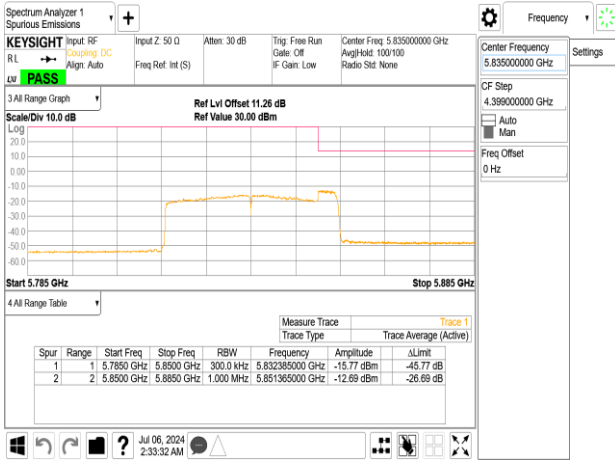 Spectrum Analyzer 1
Spurious Emissions
Frequency
KEYSIGHT Input: RF Input Z: 50 Ω Atten: 30 dB Trig: Free Run Center Freq: 5.835000000 GHz
RL Coupling: DC Gate: Off Avg|Hold: 100/100
Align: Auto Freq Ref: Int (S) IF Gain: Low Radio Std: None
PASS
Center Frequency
5.835000000 GHz
Settings
CF Step
4.399000000 GHz
Auto
Man
Freq Offset
0 Hz
3 All Range Graph
Ref Lvl Offset 11.26 dB
Scale/Div 10.0 dB Ref Value 30.00 dBm
Log
20.0
10.0
0.00
-10.0
-20.0
-30.0
-40.0
-50.0
-60.0
Start 5.785 GHz Stop 5.885 GHz
4 All Range Table
Measure Trace Trace 1
Trace Type Trace Average (Active)
Spur Range Start Freq Stop Freq RBW Frequency Amplitude ΔLimit
1 1 5.7850 GHz 5.8500 GHz 300.0 kHz 5.832385000 GHz -15.77 dBm -45.77 dB
2 2 5.8500 GHz 5.8850 GHz 1.000 MHz 5.851365000 GHz -12.69 dBm -26.69 dB
Jul 06, 2024
2:33:32 AM